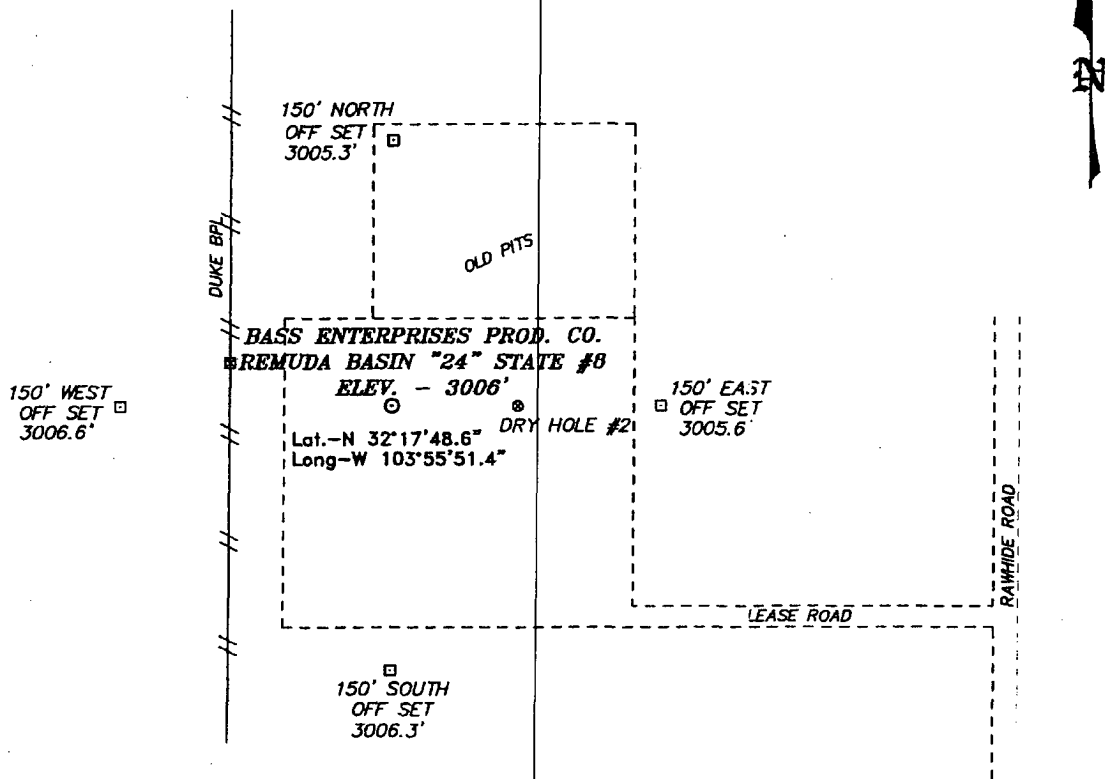 N
150' NORTH
OFF SET
3005.3'
DUKE BPL
OLD PITS
BASS ENTERPRISES PROD. CO.
REMUDA BASIN "24" STATE #8
ELEV. - 3006'
150' WEST
OFF SET
3006.6'
150' EAST
OFF SET
3005.6'
DRY HOLE #2
Lat.-N 32°17'48.6"
Long-W 103°55'51.4"
RAWHIDE ROAD
LEASE ROAD
150' SOUTH
OFF SET
3006.3'